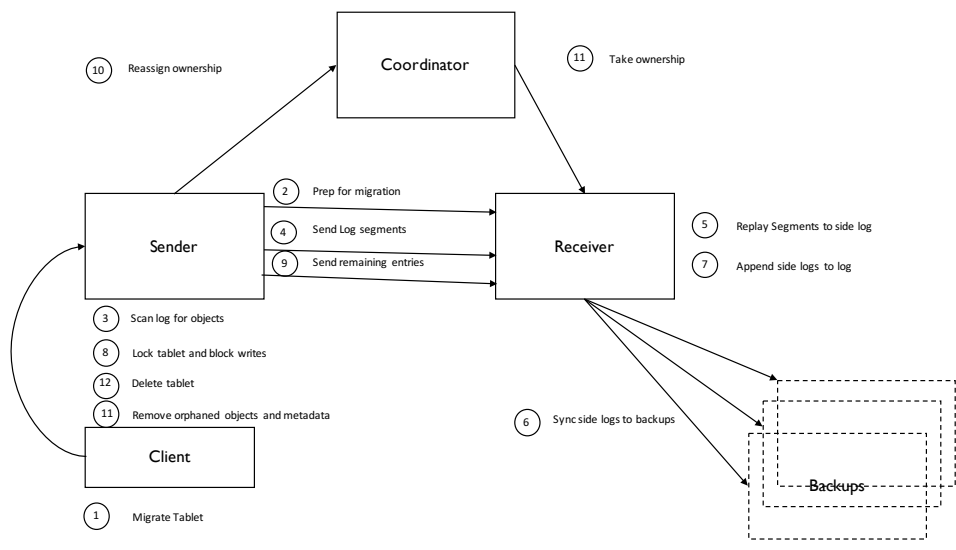 Coordinator
10 Reassign ownership
11 Take ownership
2 Prep for migration
4 Send Log segments
9 Send remaining entries
Sender
Receiver
5 Replay Segments to side log
7 Append side logs to log
3 Scan log for objects
8 Lock tablet and block writes
12 Delete tablet
11 Remove orphaned objects and metadata
Client
1 Migrate Tablet
6 Sync side logs to backups
Backups